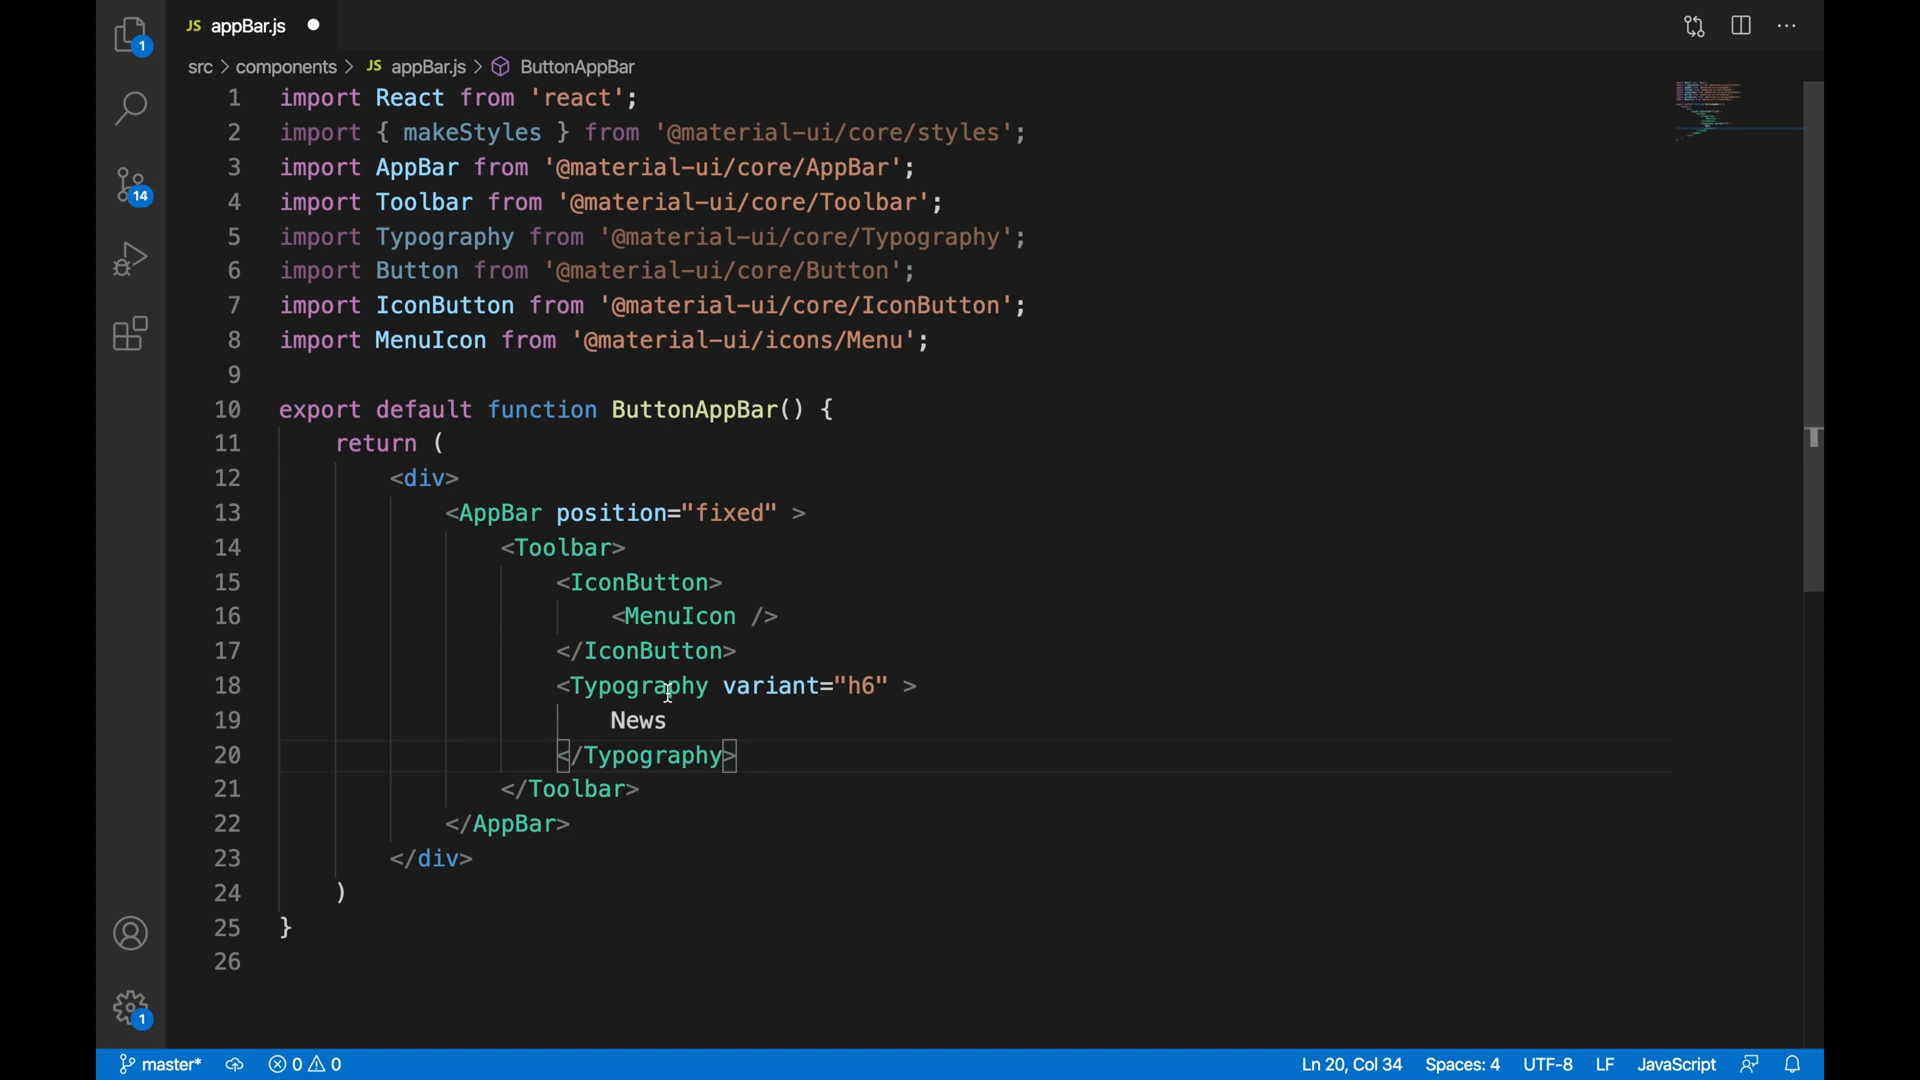 JS appBar.js
src > components > JS appBar.js > ButtonAppBar
1 import React from 'react';
2 import { makeStyles } from '@material-ui/core/styles';
3 import AppBar from '@material-ui/core/AppBar';
4 import Toolbar from '@material-ui/core/Toolbar';
5 import Typography from '@material-ui/core/Typography';
6 import Button from '@material-ui/core/Button';
7 import IconButton from '@material-ui/core/IconButton';
8 import MenuIcon from '@material-ui/icons/Menu';
9
10 export default function ButtonAppBar() {
11 return (
12 <div>
13 <AppBar position="fixed" >
14 <Toolbar>
15 <IconButton>
16 <MenuIcon />
17 </IconButton>
18 <Typography variant="h6" >
19 News
20 </Typography>
21 </Toolbar>
22 </AppBar>
23 </div>
24 )
25 }
26
1
14
1
master* 0 0 Ln 20, Col 34 Spaces: 4 UTF-8 LF JavaScript